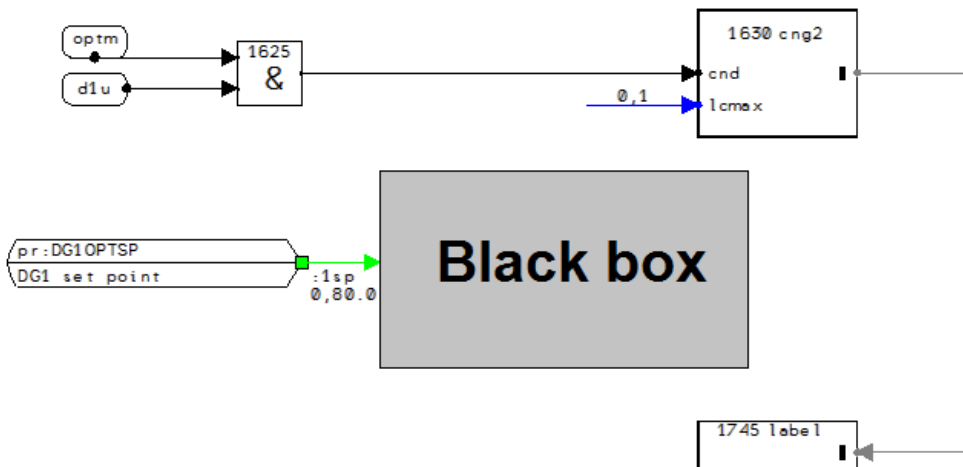 optm
d1u
1625
&
1630 cng2
cnd
0,1
lcmax
pr:DG1OPTSP
DG1 set point
:1sp
0,80.0
Black box
1745 label